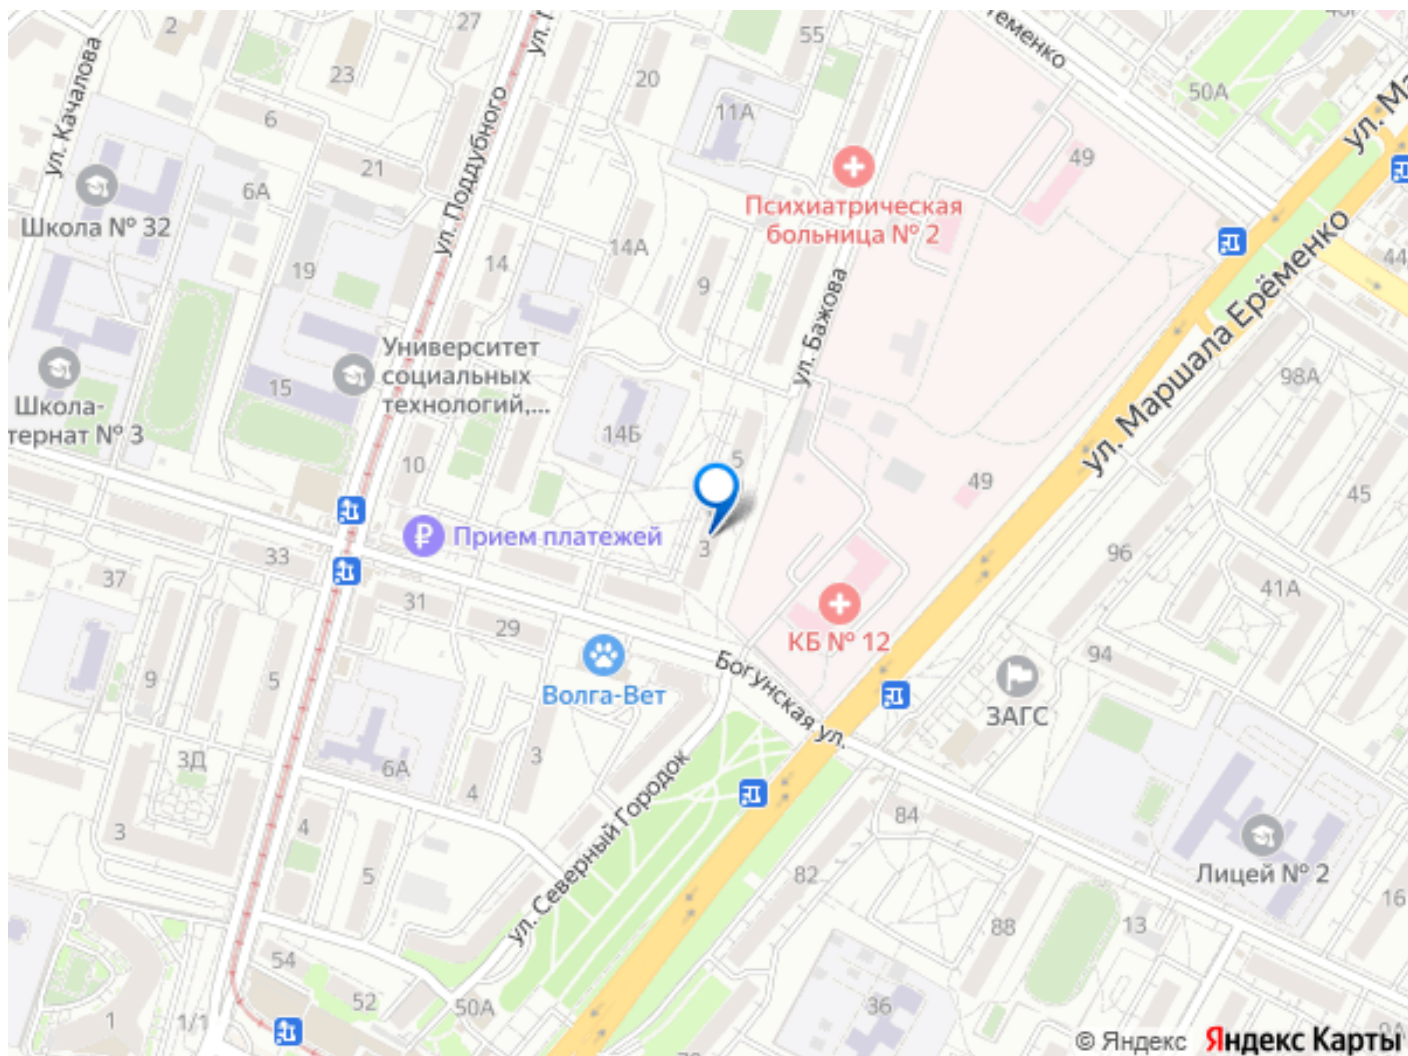 2
27
ул. Качалова
23
6
21
6А
Школа № 32
19
ул. Поддубного
20
55
11А
14А
14
9
Психиатрическая
больница № 2
49
еменко
50А
ул. Бажова
ул. Маршала Ерёменко
44
98А
45
Университет
социальных
технологий,...
15
Школа-
тернат № 3
10
14Б
5
49
Прием платежей
3
33
37
31
29
96
41А
КБ № 12
94
ЗАГС
Волга-Вет
Богунская ул.
9
5
3Д
6А
3
4
3
4
5
ул. Северный Городок
84
82
88
13
Лицей № 2
16
54
52
50А
36
1
1/1
© Яндекс
Яндекс Карты